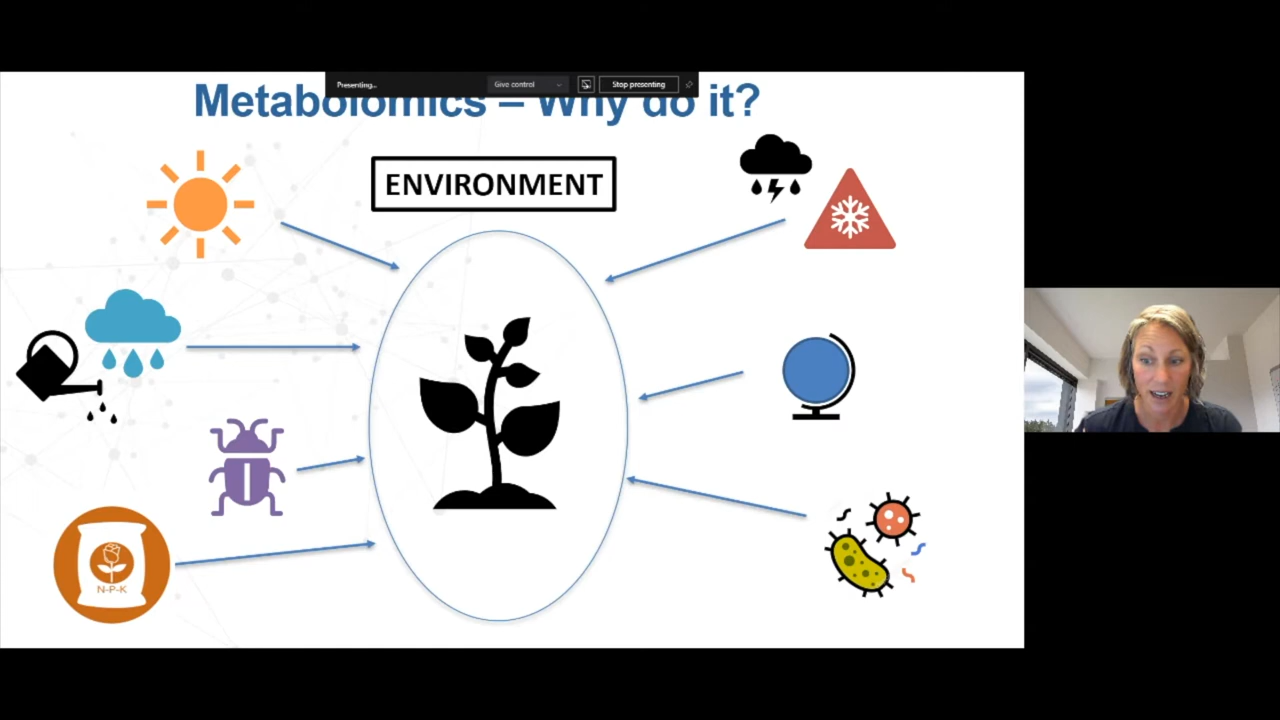 Presenting...
Give control
Stop presenting
Metabolomics – Why do it?
ENVIRONMENT
N-P-K